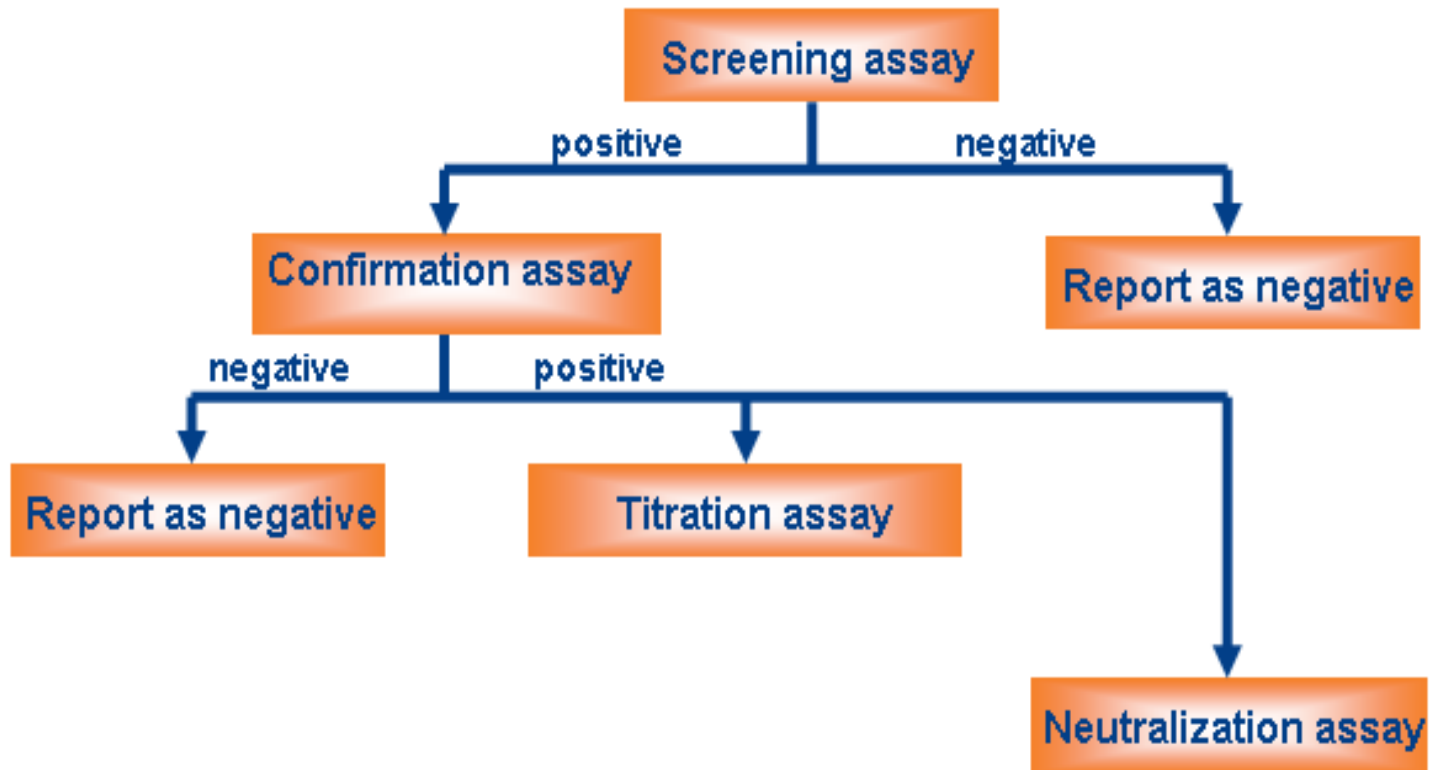 Screening assay
positive
negative
Confirmation assay
Report as negative
negative
positive
Report as negative
Titration assay
Neutralization assay